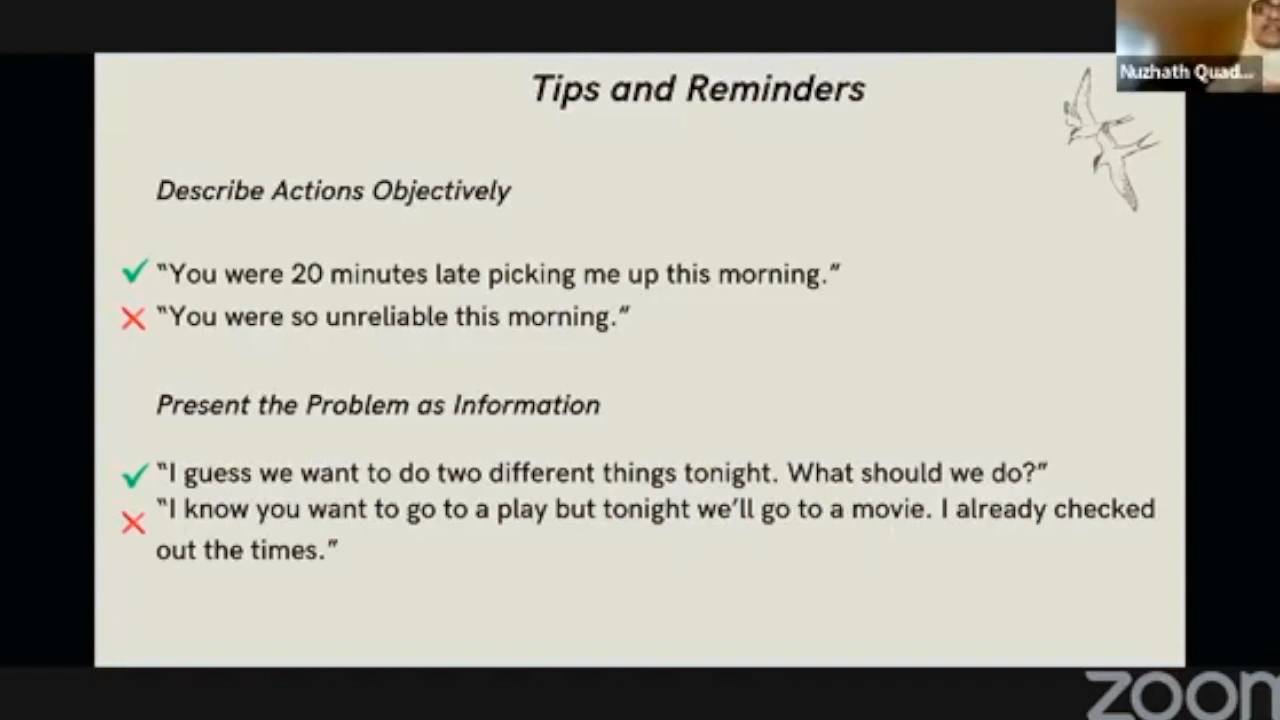 Nuzhath Quad...
Tips and Reminders
Describe Actions Objectively
"You were 20 minutes late picking me up this morning."
"You were so unreliable this morning."
Present the Problem as Information
"I guess we want to do two different things tonight. What should we do?"
"I know you want to go to a play but tonight we'll go to a movie. I already checked
out the times."
zoom